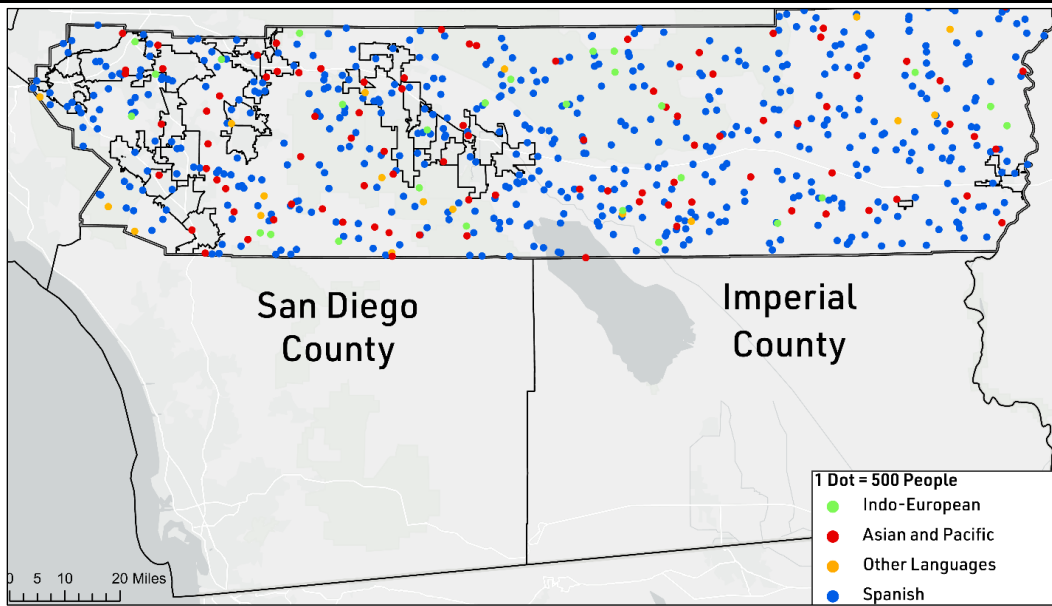 San Diego
County
Imperial
County
1 Dot = 500 People
Indo-European
Asian and Pacific
Other Languages
Spanish
0 5 10 20 Miles